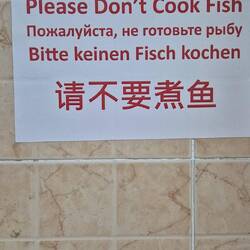 Please Don't Cook Fish
Пожалуйста, не готовьте рыбу
Bitte keinen Fisch kochen
请不要煮鱼